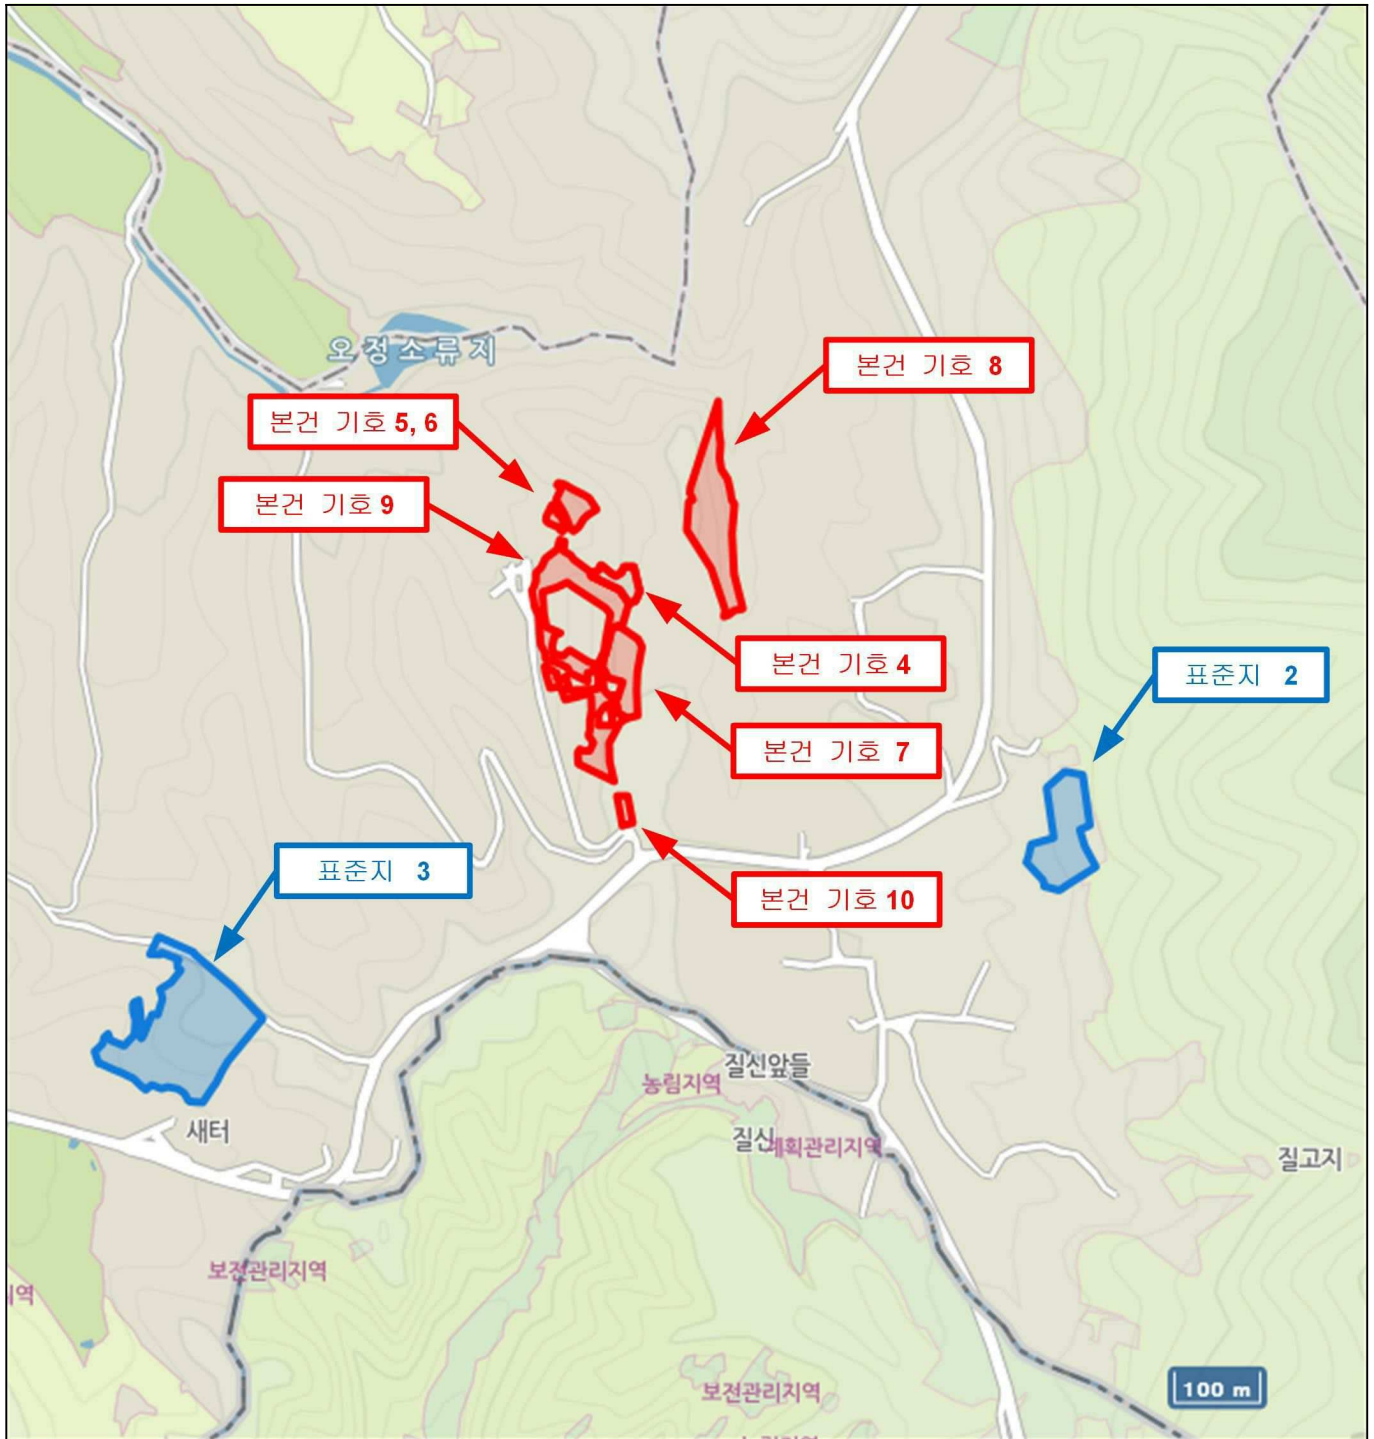 오정소류지
본건 기호 8
본건 기호 5, 6
본건 기호 9
본건 기호 4
표준지 2
본건 기호 7
표준지 3
본건 기호 10
질신앞들
농림지역
새터
질신
계획관리지역
질고지
보전관리지역
지역
보전관리지역
100 m